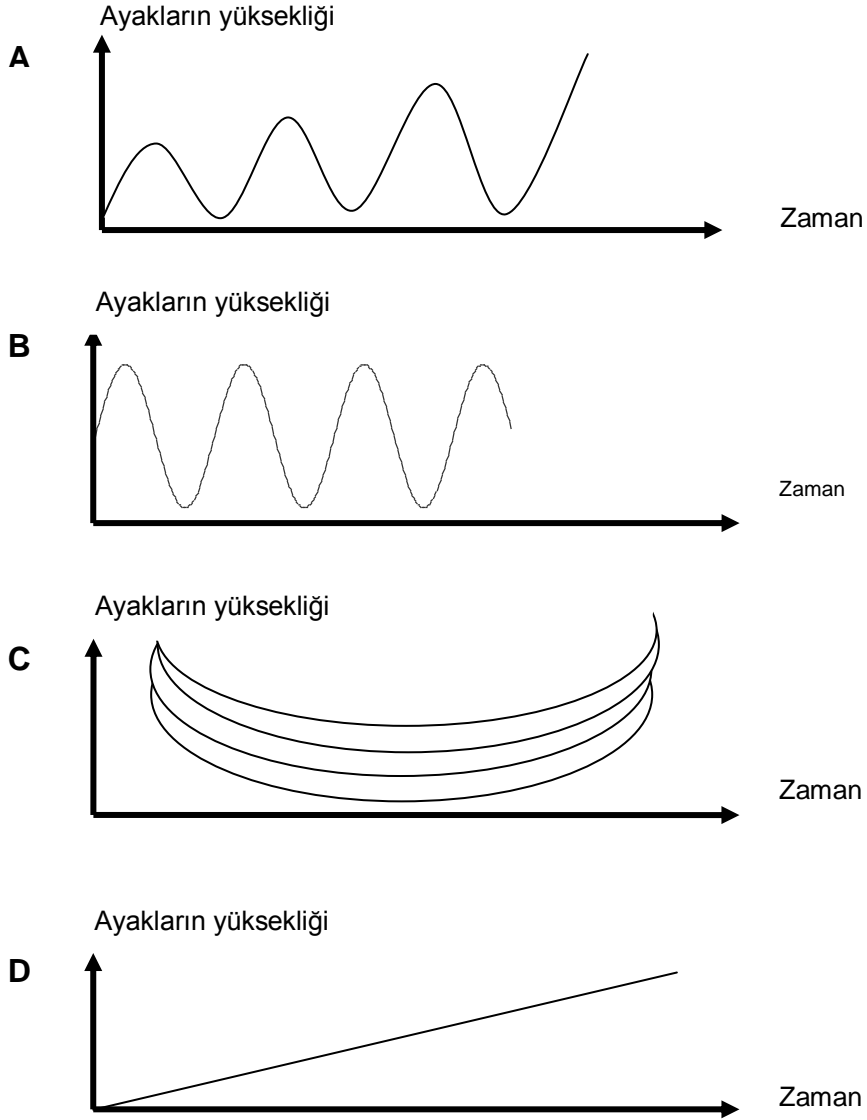 Ayakların yüksekliği
A
Zaman
Ayakların yüksekliği
B
Zaman
Ayakların yüksekliği
C
Zaman
Ayakların yüksekliği
D
Zaman